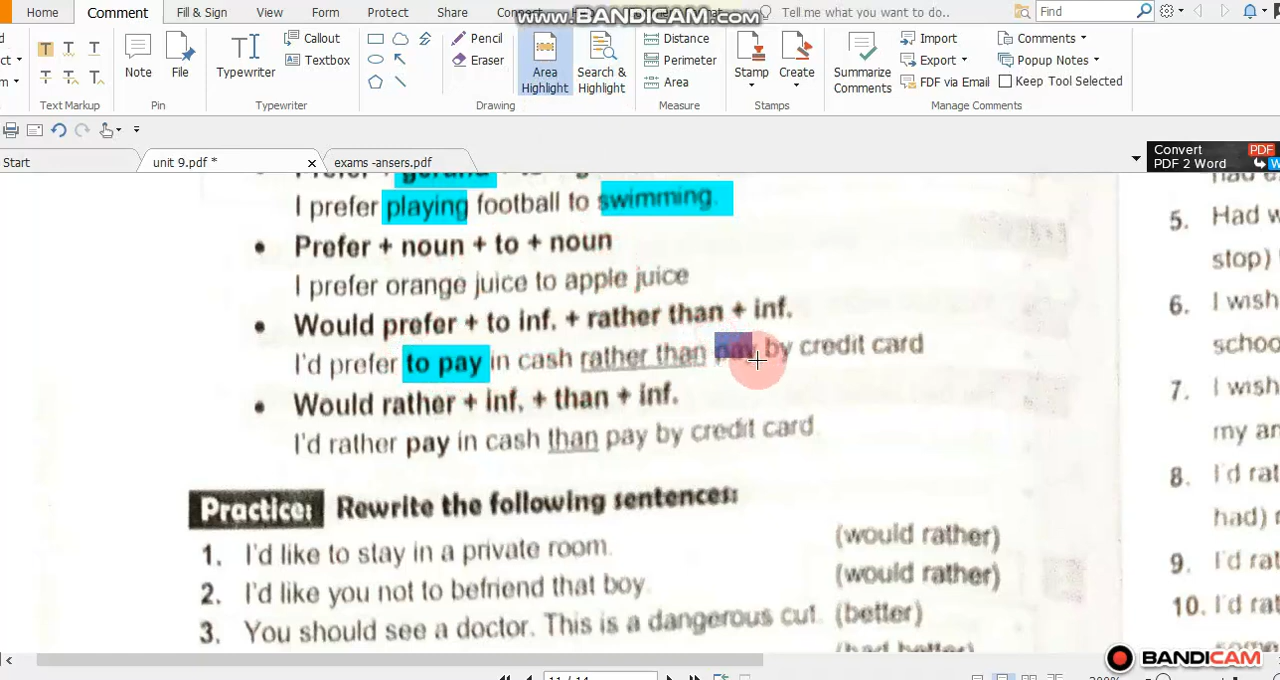 Home Comment Fill & Sign View Form Protect Share Connect Tell me what you want to do.. Find
www.BANDICAM.com
Callout Pencil Distance Import Comments
Note File Typewriter Textbox Eraser Area Highlight Search & Highlight Perimeter Stamp Create Summarize Comments Export Popup Notes
Area FDF via Email Keep Tool Selected
Text Markup Pin Typewriter Drawing Measure Stamps Manage Comments
Start unit 9.pdf * x exams -ansers.pdf Convert PDF
PDF 2 Word
I prefer playing football to swimming.
• Prefer + noun + to + noun
I prefer orange juice to apple juice
• Would prefer + to inf. + rather than + inf.
I'd prefer to pay in cash rather than pay by credit card
• Would rather + inf. + than + inf.
I'd rather pay in cash than pay by credit card
Practice: Rewrite the following sentences:
1. I'd like to stay in a private room. (would rather)
2. I'd like you not to befriend that boy. (would rather)
3. You should see a doctor. This is a dangerous cut. (better)
(had better)
5. Had w
stop)
6. I wish
schoo
7. I wish
my an
8. I'd rat
had)
9. I'd rat
10. I'd rat
BANDICAM
11 / 14
200%